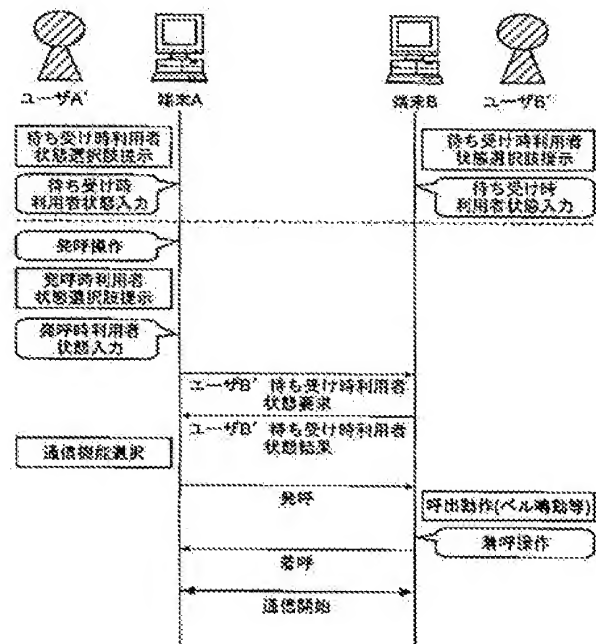 ユーザA'
端末A
端末B
ユーザB'
待ち受け時利用者
状態選択肢提示
待ち受け時
利用者状態入力
待ち受け時利用者
状態選択肢提示
待ち受け時
利用者状態入力
発呼操作
発呼時利用者
状態選択肢提示
発呼時利用者
状態入力
ユーザB' 待ち受け時利用者
状態要求
ユーザB' 待ち受け時利用者
状態結果
通信機能選択
発呼
呼出動作(ベル鳴動等)
着呼操作
着呼
通信開始